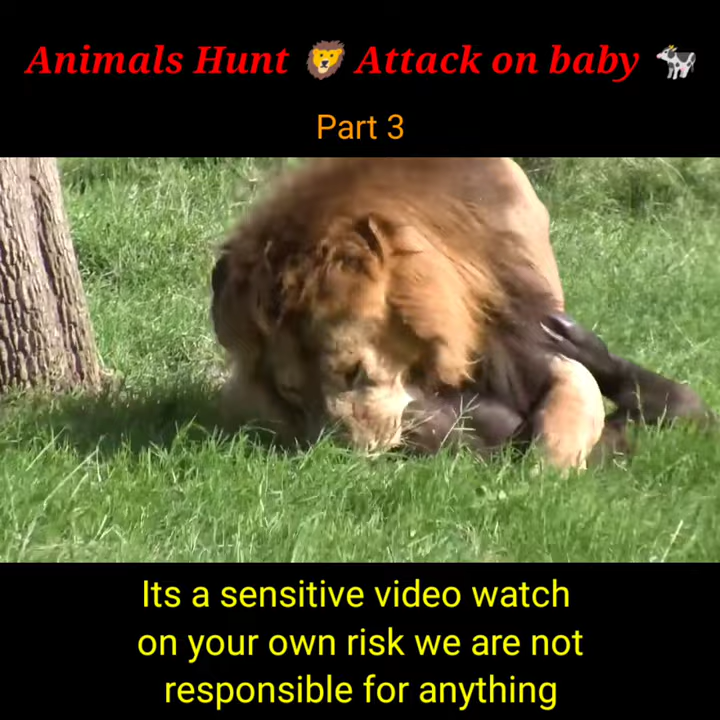 Animals Hunt 🦁 Attack on baby 🐄
Part 3
Its a sensitive video watch
on your own risk we are not
responsible for anything